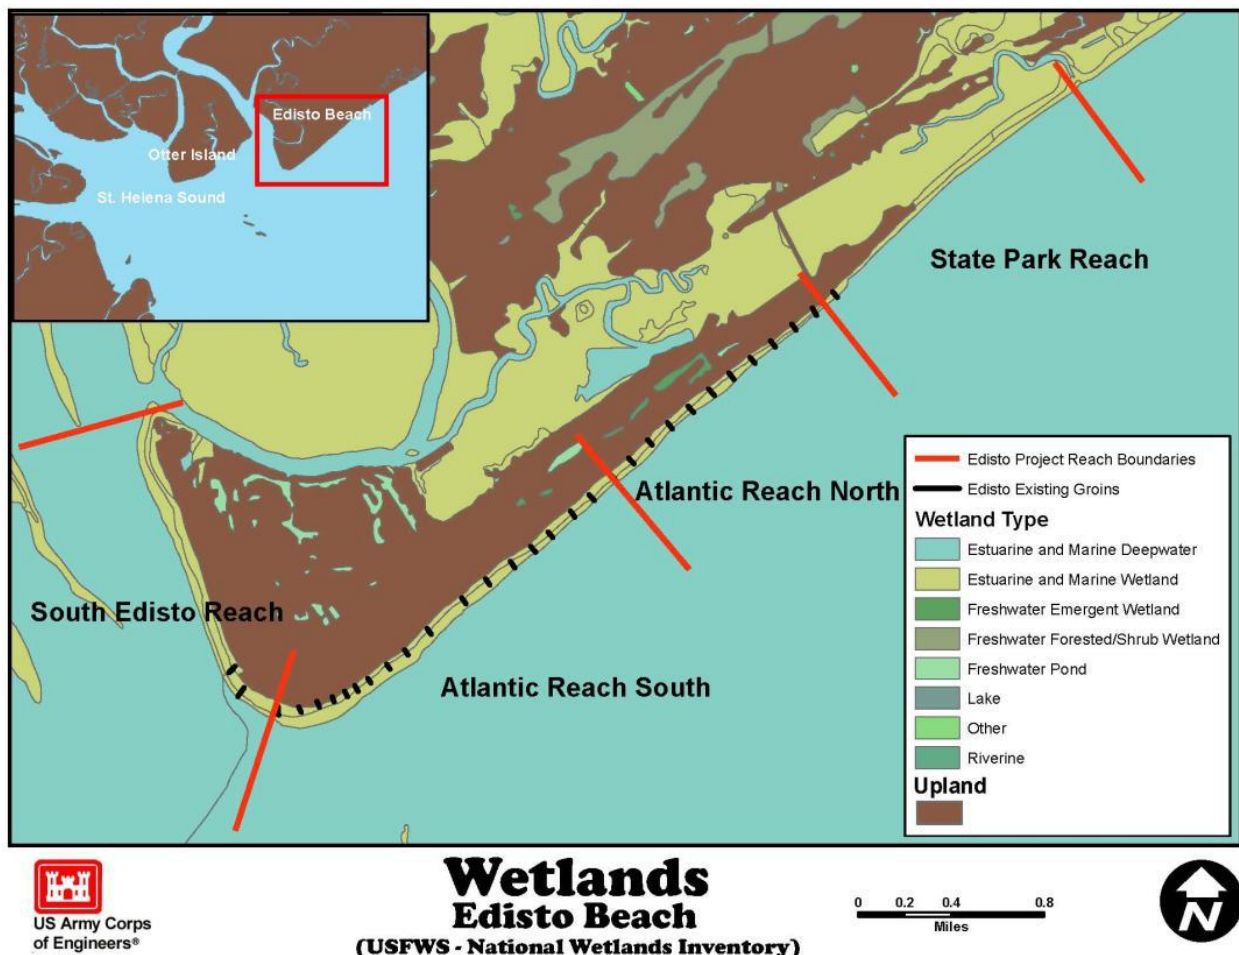 Edisto Beach
Otter Island
St. Helena Sound
State Park Reach
Atlantic Reach North
South Edisto Reach
Atlantic Reach South
Edisto Project Reach Boundaries
Edisto Existing Groins
Wetland Type
Estuarine and Marine Deepwater
Estuarine and Marine Wetland
Freshwater Emergent Wetland
Freshwater Forested/Shrub Wetland
Freshwater Pond
Lake
Other
Riverine
Upland
US Army Corps
of Engineers®
Wetlands
Edisto Beach
(USFWS - National Wetlands Inventory)
0 0.2 0.4 0.8
Miles
N